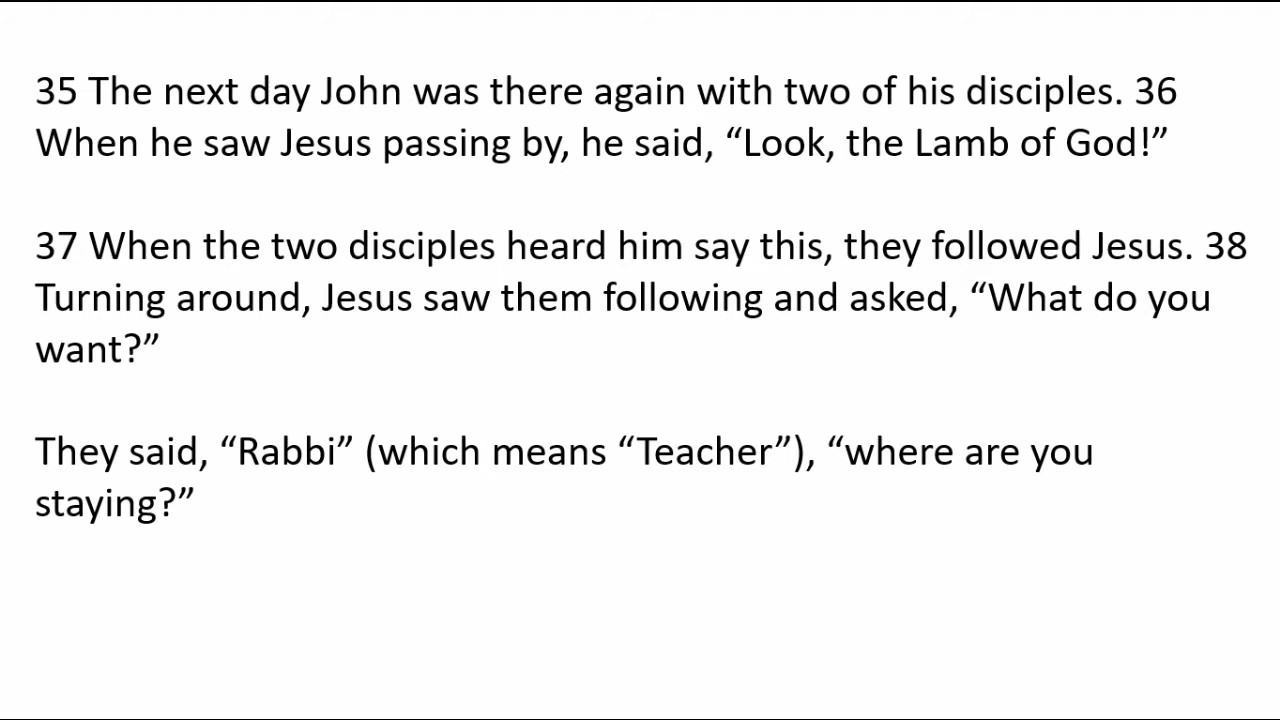 35 The next day John was there again with two of his disciples. 36
When he saw Jesus passing by, he said, “Look, the Lamb of God!”
37 When the two disciples heard him say this, they followed Jesus. 38
Turning around, Jesus saw them following and asked, “What do you
want?”
They said, “Rabbi” (which means “Teacher”), “where are you
staying?”